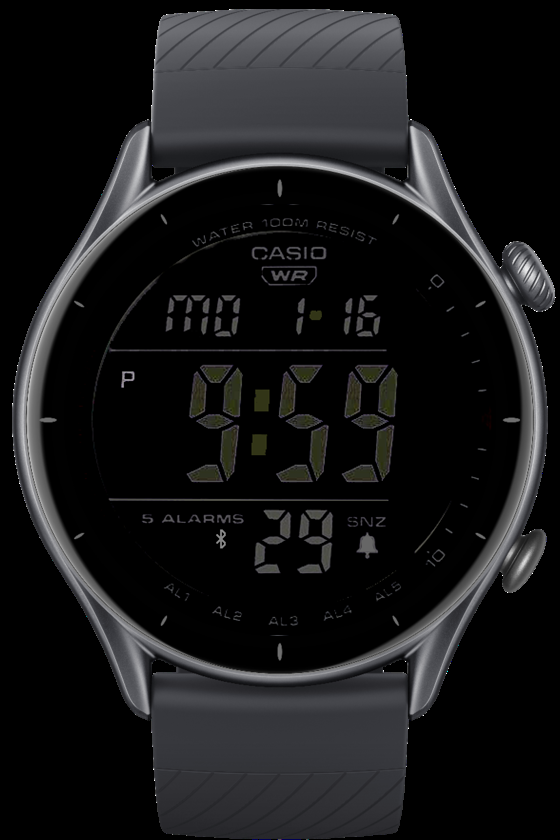 WATER 100M RESIST
CASIO
WR
MO 1-16
0
P 9:59
5 ALARMS 29 SNZ
10
AL1 AL2 AL3 AL4 AL5